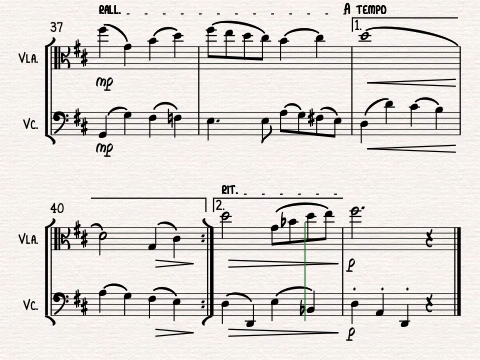 RALL. A TEMPO
37 1.
VLA.
mp
VC.
mp
RIT.
40 2.
VLA.
p
VC.
p